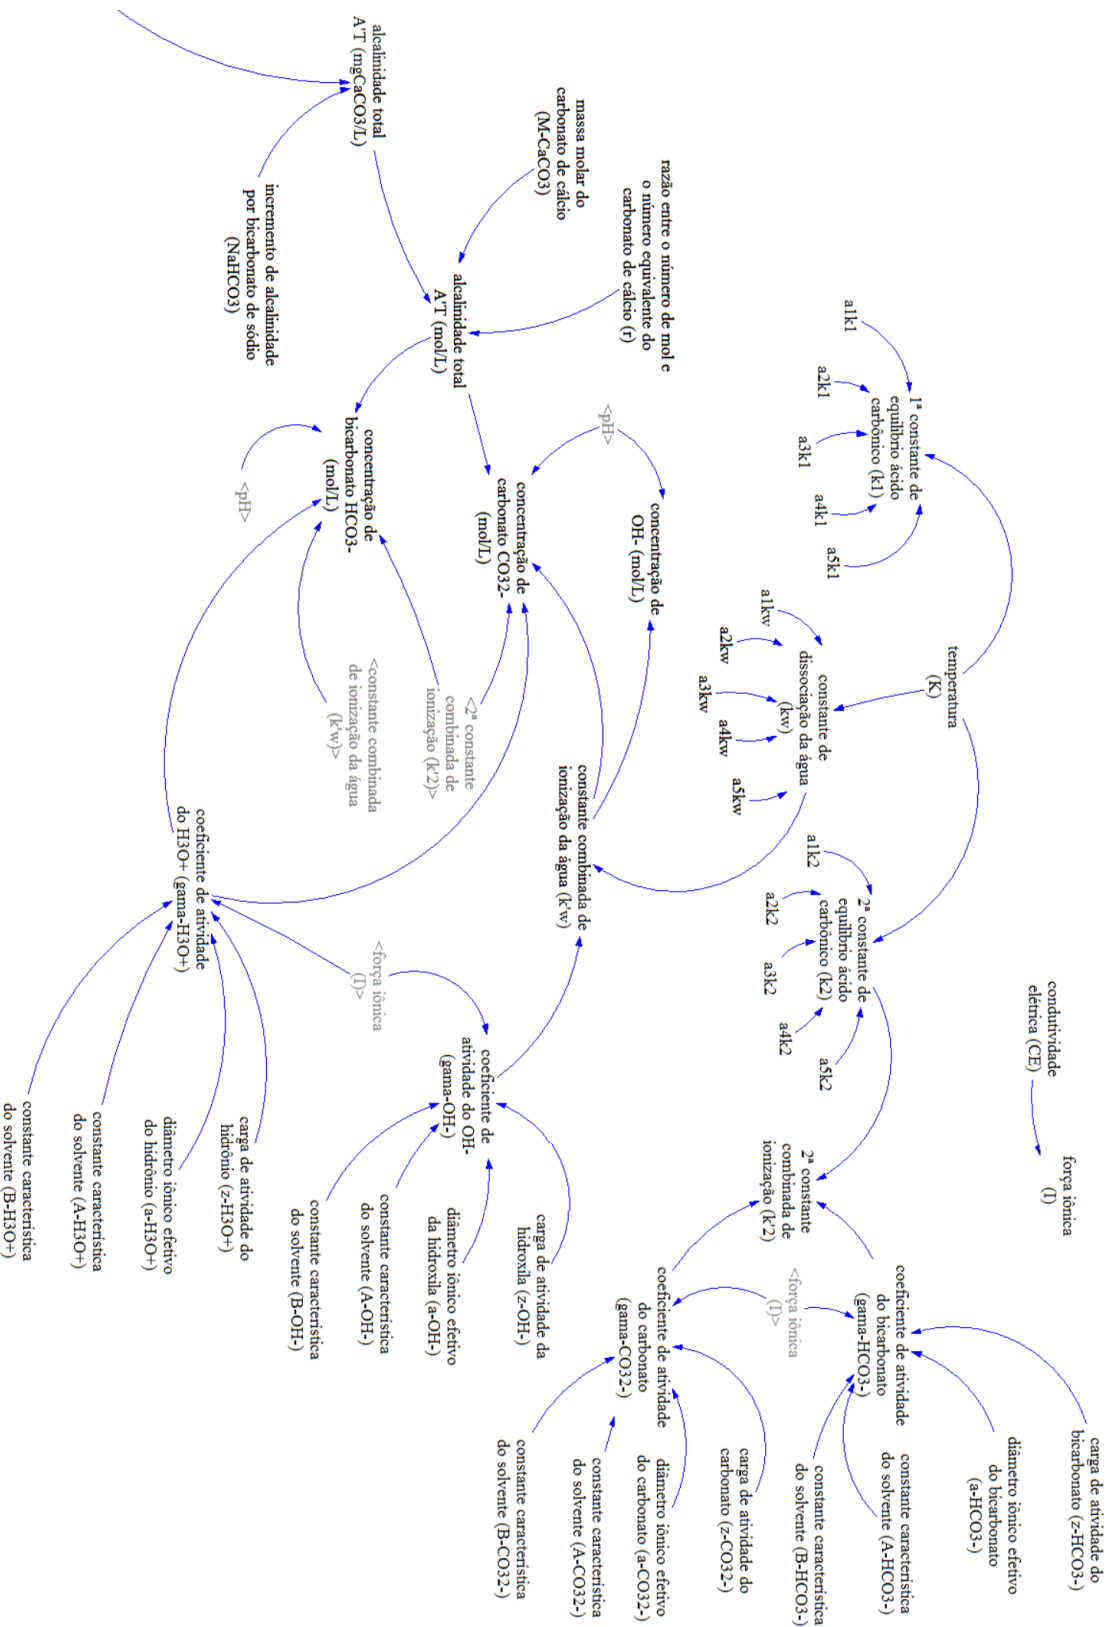 condutividade
elétrica (CE)
força iônica
(I)
carga de atividade do
bicarbonato (z-HCO3-)
diâmetro iônico efetivo
do bicarbonato
(a-HCO3-)
coeficiente de atividade
do bicarbonato
(gama-HCO3-)
constante característica
do solvente (A-HCO3-)
constante característica
do solvente (B-HCO3-)
temperatura
(K)
1ª constante de
equilíbrio ácido
carbônico (k1)
a1k1
a2k1
a3k1
a4k1
a5k1
constante de
dissociação da água
(kw)
a1kw
a2kw
a3kw
a4kw
a5kw
2ª constante de
equilíbrio ácido
carbônico (k2)
a1k2
a2k2
a3k2
a4k2
a5k2
2ª constante
combinada de
ionização (k'2)
<força iônica
(I)>
carga de atividade do
carbonato (z-CO32-)
coeficiente de atividade
do carbonato
(gama-CO32-)
diâmetro iônico efetivo
do carbonato (a-CO32-)
constante característica
do solvente (A-CO32-)
constante característica
do solvente (B-CO32-)
razão entre o número de mol e
o número equivalente do
carbonato de cálcio (r)
massa molar do
carbonato de cálcio
(M-CaCO3)
<pH>
concentração de
OH- (mol/L)
constante combinada de
ionização da água (k'w)
concentração de
carbonato CO32-
(mol/L)
alcalinidade total
A'T (mol/L)
<2ª constante
combinada de
ionização (k'2)>
carga de atividade da
hidroxila (z-OH-)
coeficiente de
atividade do OH-
(gama-OH-)
diâmetro iônico efetivo
da hidroxila (a-OH-)
constante característica
do solvente (A-OH-)
constante característica
do solvente (B-OH-)
alcalinidade total
A'T (mgCaCO3/L)
concentração de
bicarbonato HCO3-
(mol/L)
<constante combinada
de ionização da água
(k'w)>
<força iônica
(I)>
incremento de alcalinidade
por bicarbonato de sódio
(NaHCO3)
<pH>
coeficiente de atividade
do H3O+ (gama-H3O+)
carga de atividade do
hidrônio (z-H3O+)
diâmetro iônico efetivo
do hidrônio (a-H3O+)
constante característica
do solvente (A-H3O+)
constante característica
do solvente (B-H3O+)